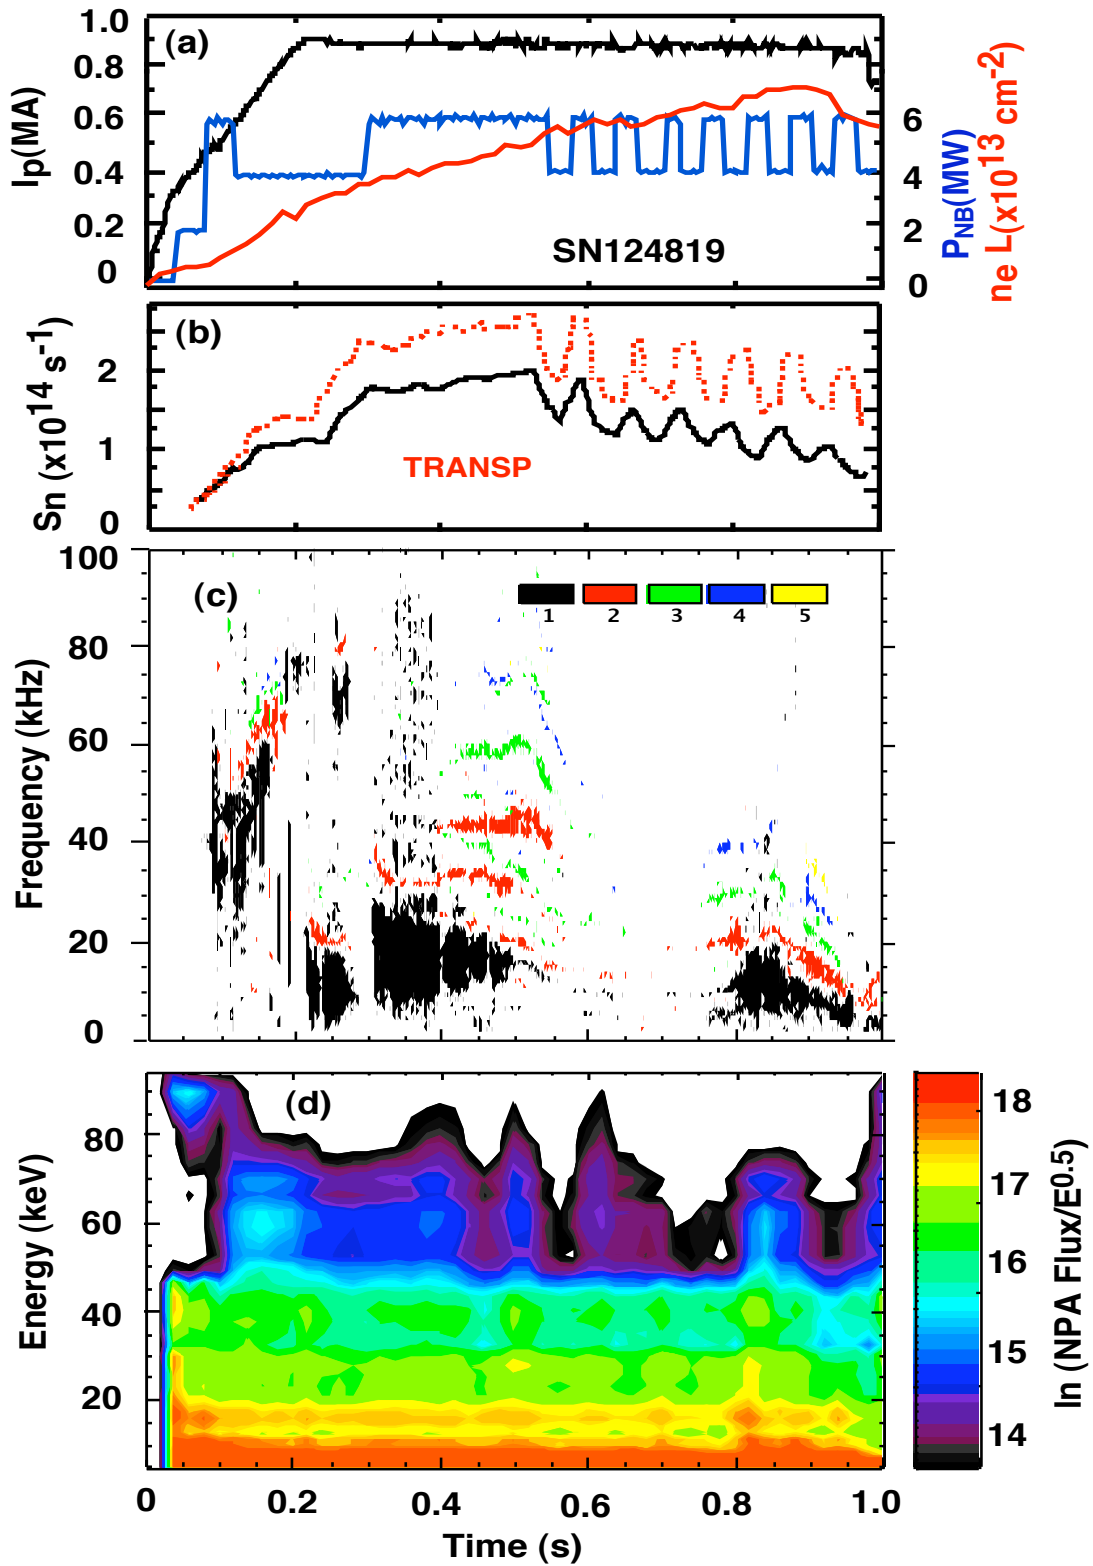 (a)
1.0
0.8
0.6
0.4
0.2
0
Ip(MA)
6
4
2
0
PNB(MW)
ne L(x10^13 cm^-2)
SN124819
(b)
2
1
0
Sn (x10^14 s^-1)
TRANSP
(c)
1 2 3 4 5
100
80
60
40
20
0
Frequency (kHz)
(d)
80
60
40
20
Energy (keV)
18
17
16
15
14
ln (NPA Flux/E^0.5)
0 0.2 0.4 0.6 0.8 1.0
Time (s)